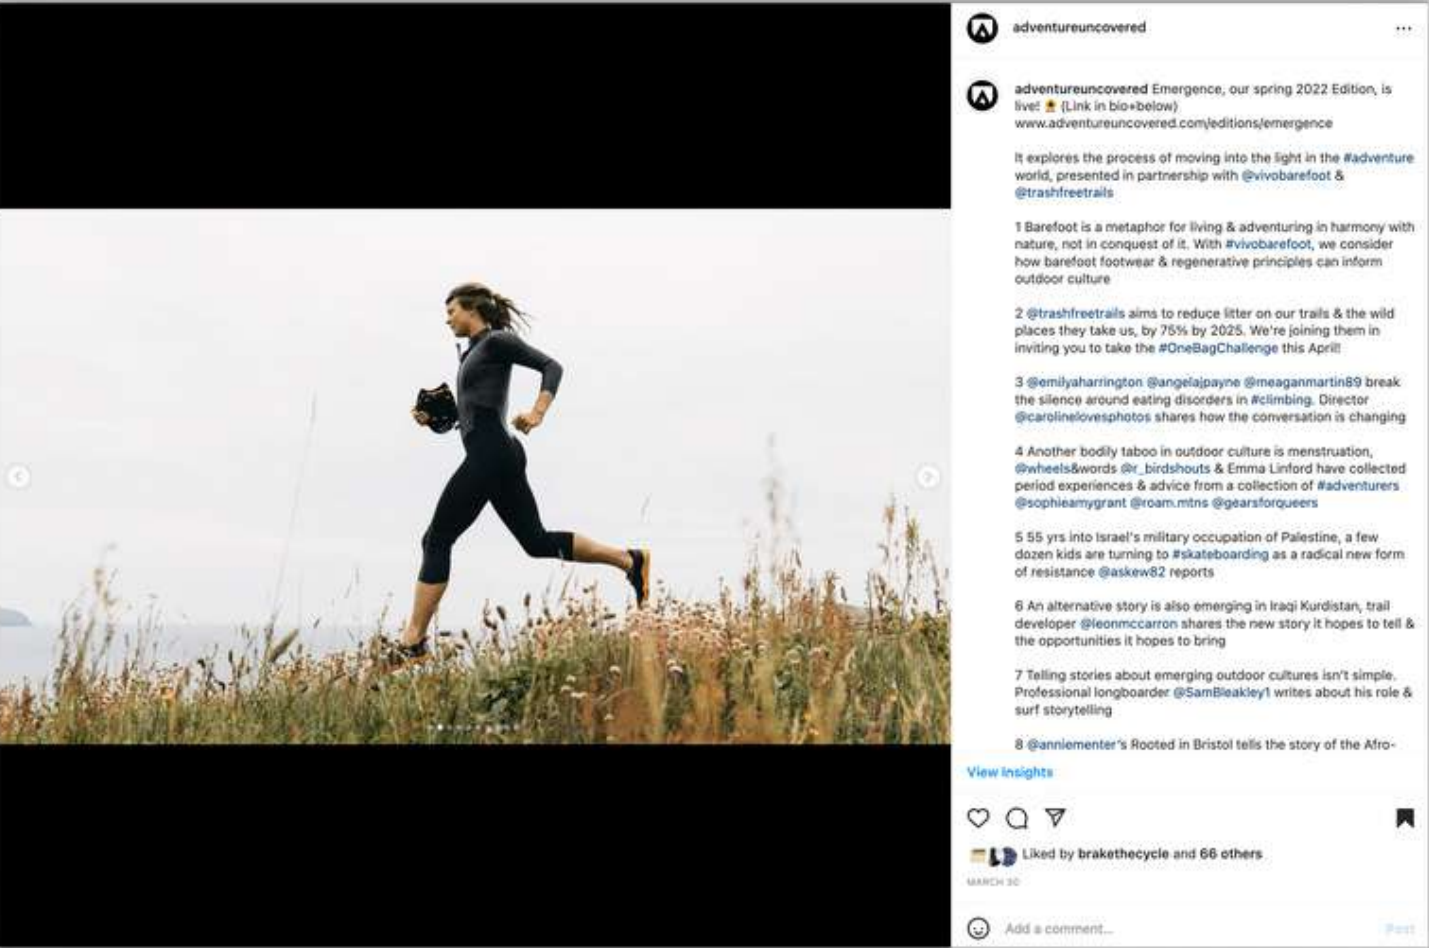 adventureuncovered
adventureuncovered Emergence, our spring 2022 Edition, is
live! 🌻 (Link in bio+below)
www.adventureuncovered.com/editions/emergence
It explores the process of moving into the light in the #adventure
world, presented in partnership with @vivobarefoot &
@trashfreetrails
1 Barefoot is a metaphor for living & adventuring in harmony with
nature, not in conquest of it. With #vivobarefoot, we consider
how barefoot footwear & regenerative principles can inform
outdoor culture
2 @trashfreetrails aims to reduce litter on our trails & the wild
places they take us, by 75% by 2025. We're joining them in
inviting you to take the #OneBagChallenge this April!
3 @emilyaharrington @angelajpayne @meaganmartin89 break
the silence around eating disorders in #climbing. Director
@carolinelovesphotos shares how the conversation is changing
4 Another bodily taboo in outdoor culture is menstruation,
@wheels&words @r_birdshouts & Emma Linford have collected
period experiences & advice from a collection of #adventurers
@sophieamygrant @roam.mtns @gearsforqueers
5 55 yrs into Israel's military occupation of Palestine, a few
dozen kids are turning to #skateboarding as a radical new form
of resistance @askew82 reports
6 An alternative story is also emerging in Iraqi Kurdistan, trail
developer @leonmccarron shares the new story it hopes to tell &
the opportunities it hopes to bring
7 Telling stories about emerging outdoor cultures isn't simple.
Professional longboarder @SamBleakley1 writes about his role &
surf storytelling
8 @anniementer's Rooted in Bristol tells the story of the Afro-
View Insights
Liked by brakethecycle and 66 others
MARCH 30
Add a comment...
Post